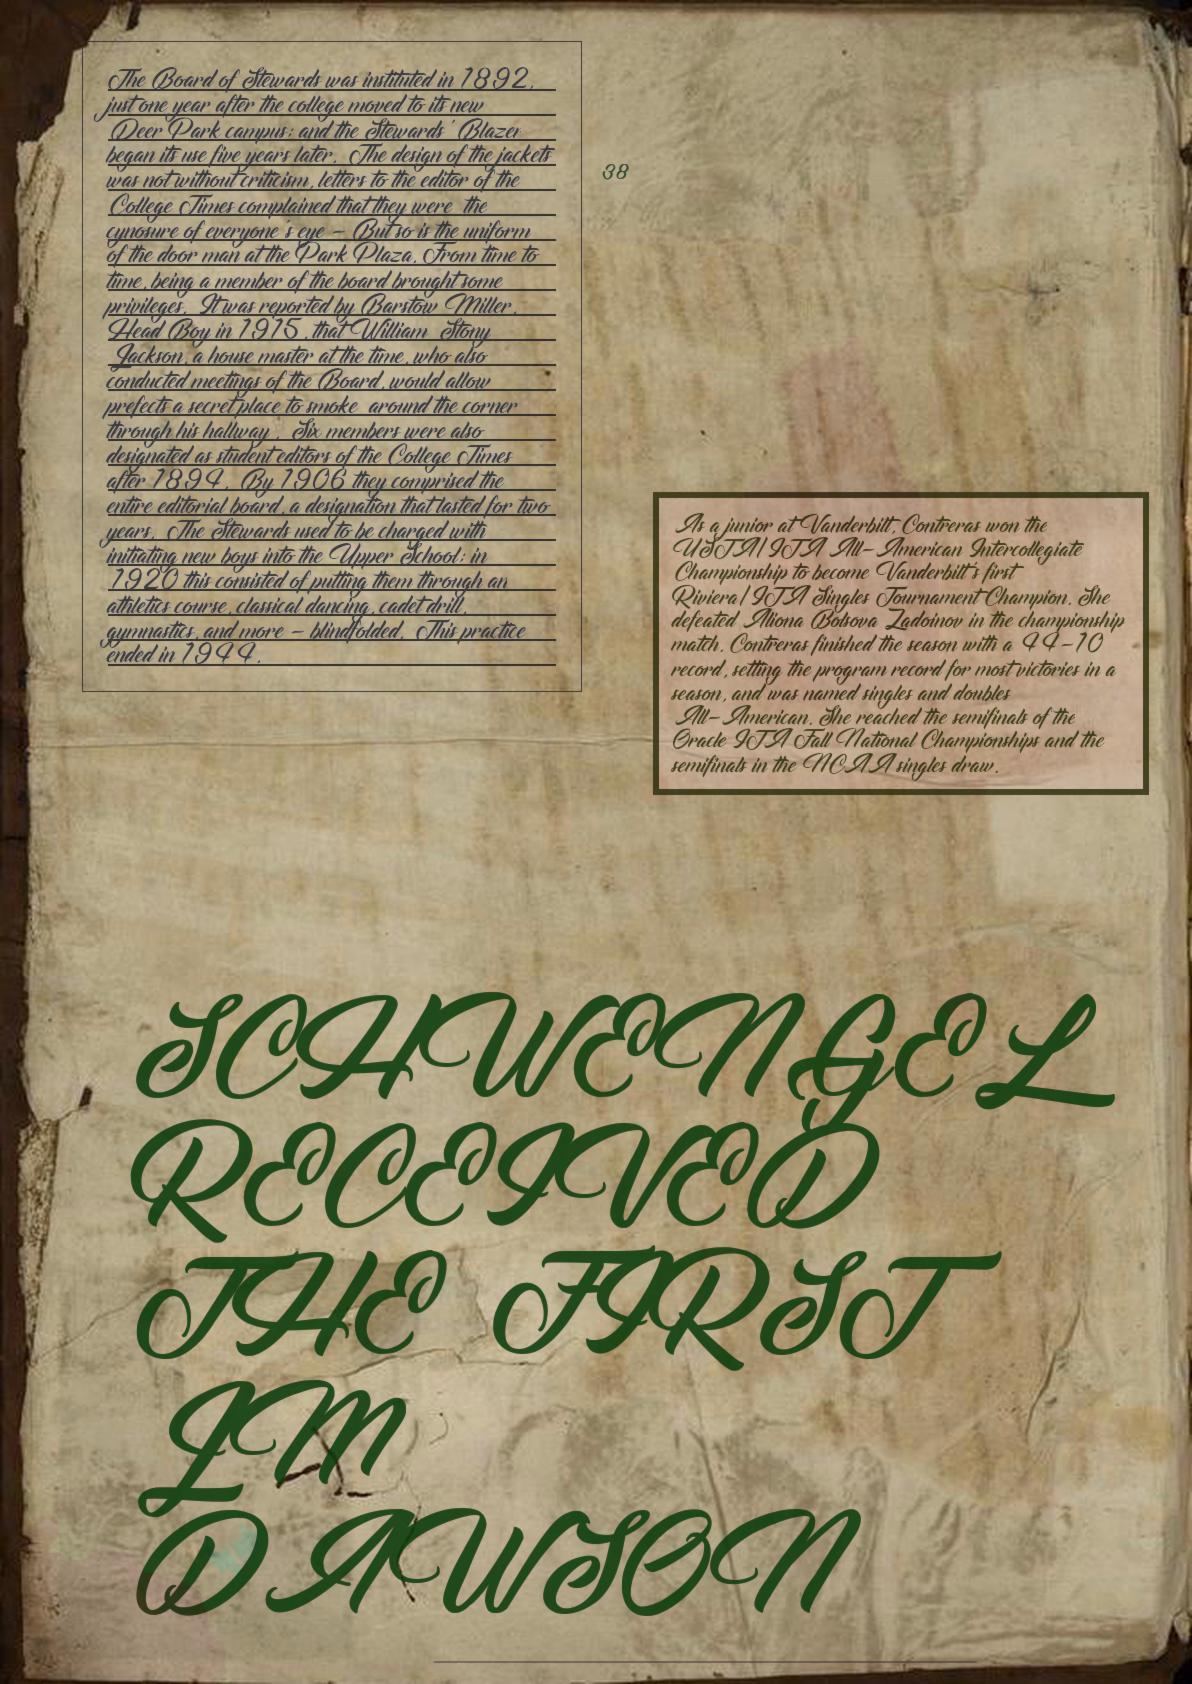 The Board of Stewards was instituted in 1892,
just one year after the college moved to its new
Deer Park campus; and the Stewards' Blazer
began its use five years later. The design of the jackets
was not without criticism, letters to the editor of the
College Times complained that they were the
cynosure of everyone's eye – But so is the uniform
of the door man at the Park Plaza. From time to
time, being a member of the board brought some
privileges. It was reported by Barstow Miller,
Head Boy in 1915, that William Stony
Jackson, a house master at the time, who also
conducted meetings of the Board, would allow
prefects a secret place to smoke around the corner
through his hallway . Six members were also
designated as student editors of the College Times
after 1894. By 1906 they comprised the
entire editorial board, a designation that lasted for two
years. The Stewards used to be charged with
initiating new boys into the Upper School; in
1920 this consisted of putting them through an
athletics course, classical dancing, cadet drill,
gymnastics, and more – blindfolded. This practice
ended in 1944.
38
As a junior at Vanderbilt, Contreras won the
USTA/ITA All-American Intercollegiate
Championship to become Vanderbilt's first
Riviera/ITA Singles Tournament Champion. She
defeated Aliona Bolsova Zadoinov in the championship
match. Contreras finished the season with a 44-10
record, setting the program record for most victories in a
season, and was named singles and doubles
All-American. She reached the semifinals of the
Oracle ITA Fall National Championships and the
semifinals in the NCAA singles draw.
SCHWENGEL
RECEIVED
THE FIRST
JM
DAWSON